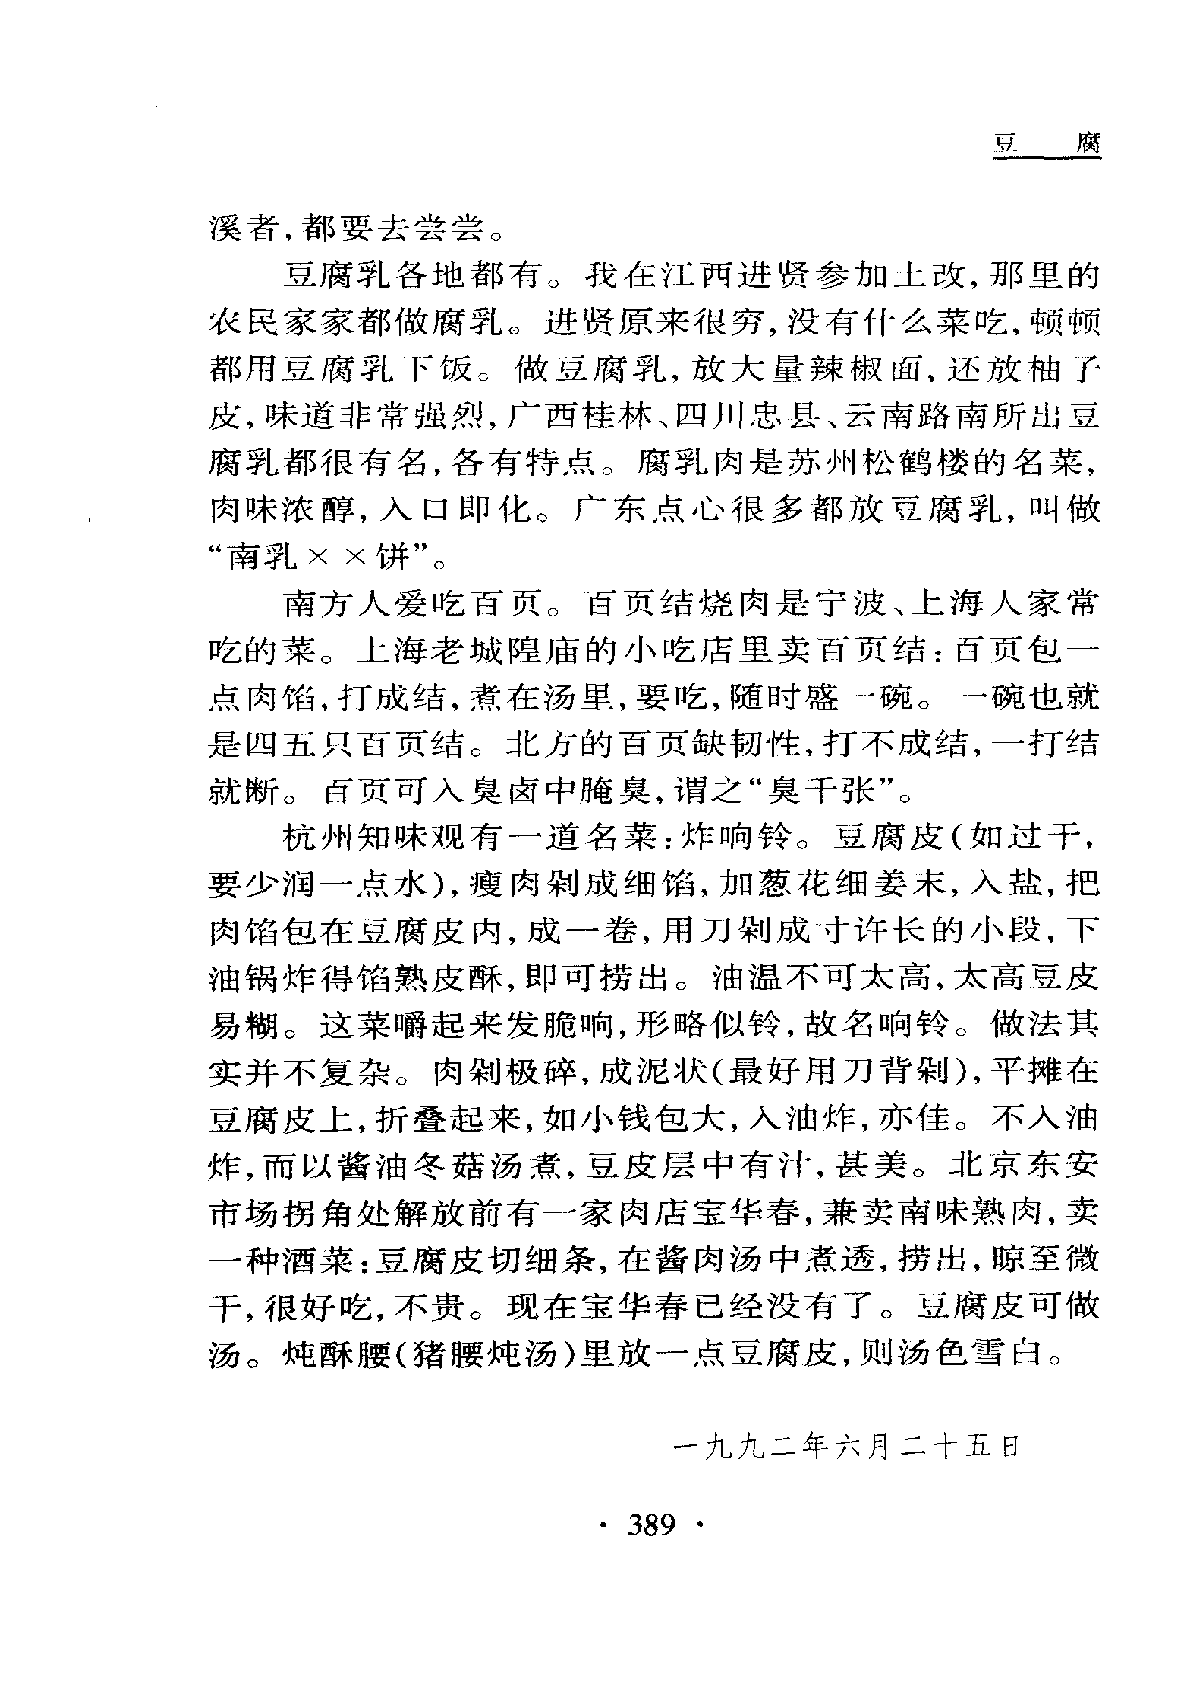 豆　腐
溪者,都要去尝尝。
豆腐乳各地都有。我在江西进贤参加土改,那里的
农民家家都做腐乳。进贤原来很穷,没有什么菜吃,顿顿
都用豆腐乳下饭。做豆腐乳,放大量辣椒面,还放柚子
皮,味道非常强烈,广西桂林、四川忠县、云南路南所出豆
腐乳都很有名,各有特点。腐乳肉是苏州松鹤楼的名菜,
肉味浓醇,入口即化。广东点心很多都放豆腐乳,叫做
“南乳××饼”。
南方人爱吃百页。百页结烧肉是宁波、上海人家常
吃的菜。上海老城隍庙的小吃店里卖百页结:百页包一
点肉馅,打成结,煮在汤里,要吃,随时盛一碗。一碗也就
是四五只百页结。北方的百页缺韧性,打不成结,一打结
就断。百页可入臭卤中腌臭,谓之“臭千张”。
杭州知味观有一道名菜:炸响铃。豆腐皮(如过干,
要少润一点水),瘦肉剁成细馅,加葱花细姜末,入盐,把
肉馅包在豆腐皮内,成一卷,用刀剁成寸许长的小段,下
油锅炸得馅熟皮酥,即可捞出。油温不可太高,太高豆皮
易糊。这菜嚼起来发脆响,形略似铃,故名响铃。做法其
实并不复杂。肉剁极碎,成泥状(最好用刀背剁),平摊在
豆腐皮上,折叠起来,如小钱包大,入油炸,亦佳。不入油
炸,而以酱油冬菇汤煮,豆皮层中有汁,甚美。北京东安
市场拐角处解放前有一家肉店宝华春,兼卖南味熟肉,卖
一种酒菜:豆腐皮切细条,在酱肉汤中煮透,捞出,晾至微
干,很好吃,不贵。现在宝华春已经没有了。豆腐皮可做
汤。炖酥腰(猪腰炖汤)里放一点豆腐皮,则汤色雪白。
一九九二年六月二十五日
· 389 ·